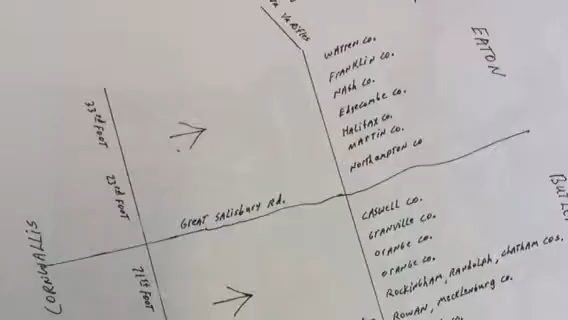 Warren Co.
Franklin Co.
Nash Co.
Edgecombe Co.
Halifax Co.
Martin Co.
Northampton Co
EATON
33rd Foot
23rd Foot
Great Salisbury Rd.
CORNWALLIS
71st Foot
Caswell Co.
Granville Co.
Orange Co.
Orange Co.
Rockingham, Randolph, Chatham Cos.
Rowan, Mecklenburg Co.